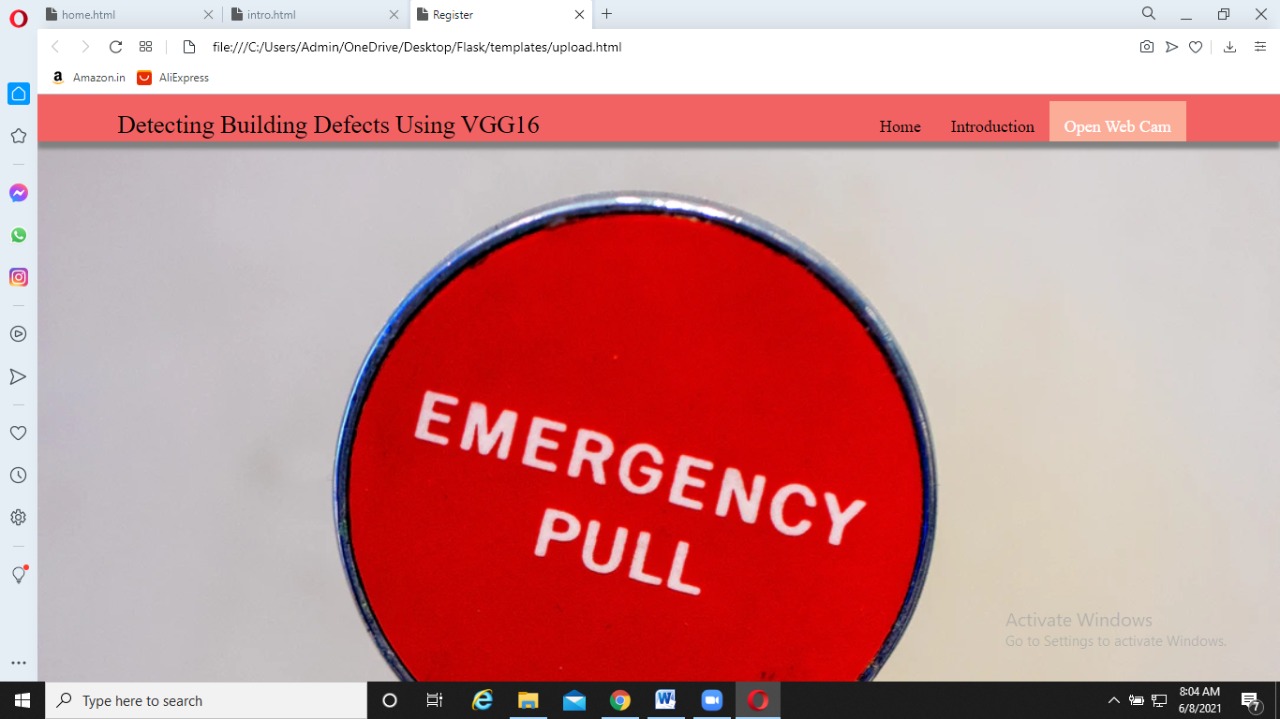 home.html
intro.html
Register
file:///C:/Users/Admin/OneDrive/Desktop/Flask/templates/upload.html
Amazon.in
AliExpress
Detecting Building Defects Using VGG16
Home
Introduction
Open Web Cam
EMERGENCY
PULL
Activate Windows
Go to Settings to activate Windows.
Type here to search
8:04 AM
6/8/2021
7